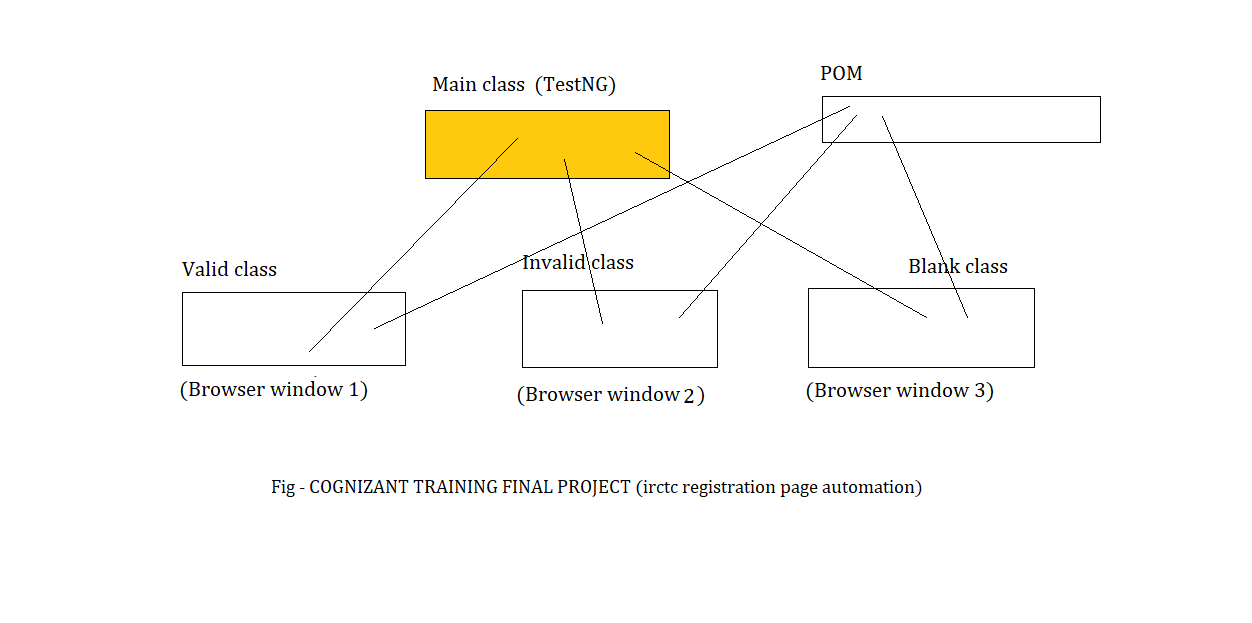 POM
Main class (TestNG)
Valid class
Invalid class
Blank class
(Browser window 1)
(Browser window 2)
(Browser window 3)
Fig - COGNIZANT TRAINING FINAL PROJECT (irctc registration page automation)